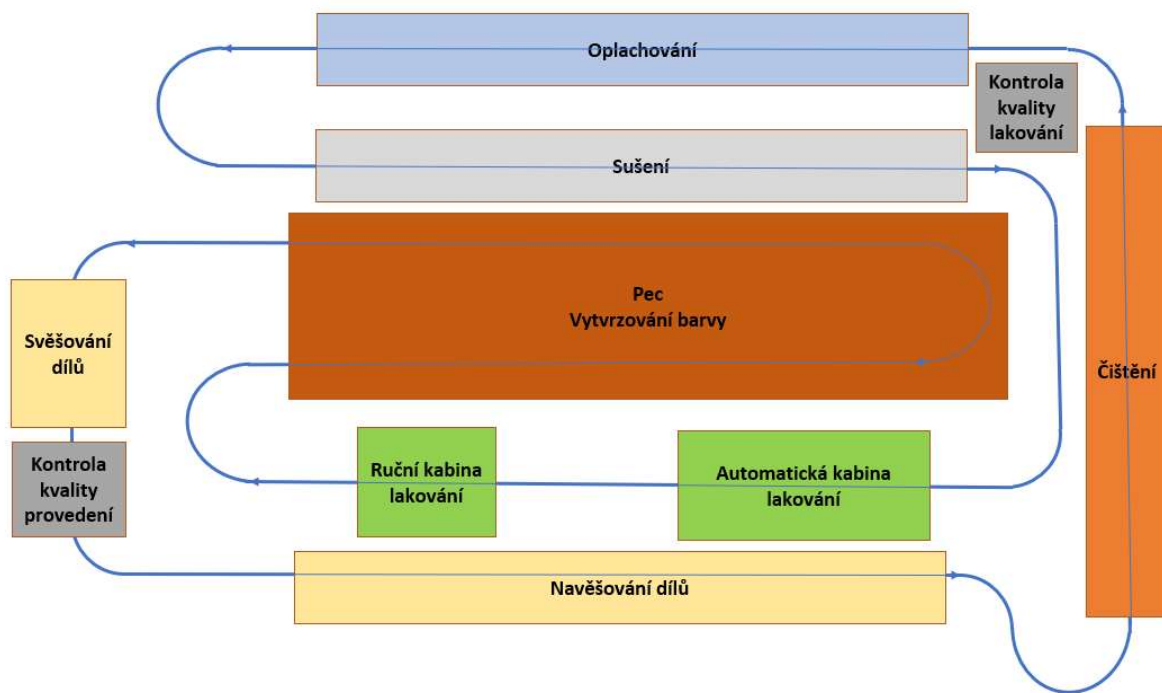 Oplachování
Kontrola
kvality
lakování
Sušení
Pec
Vytvrzování barvy
Svěšování
dílů
Čištění
Kontrola
kvality
provedení
Ruční kabina
lakování
Automatická kabina
lakování
Navěšování dílů